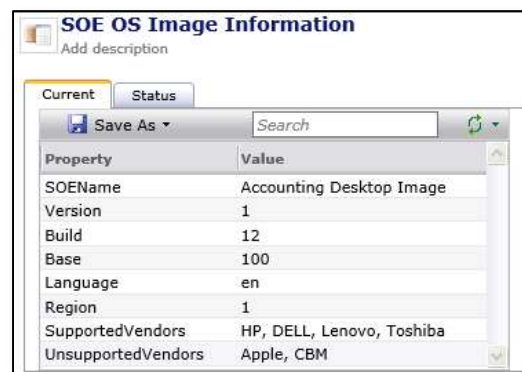 SOE OS Image Information
Add description
Current Status
Save As Search
Property Value
SOEName Accounting Desktop Image
Version 1
Build 12
Base 100
Language en
Region 1
SupportedVendors HP, DELL, Lenovo, Toshiba
UnsupportedVendors Apple, CBM